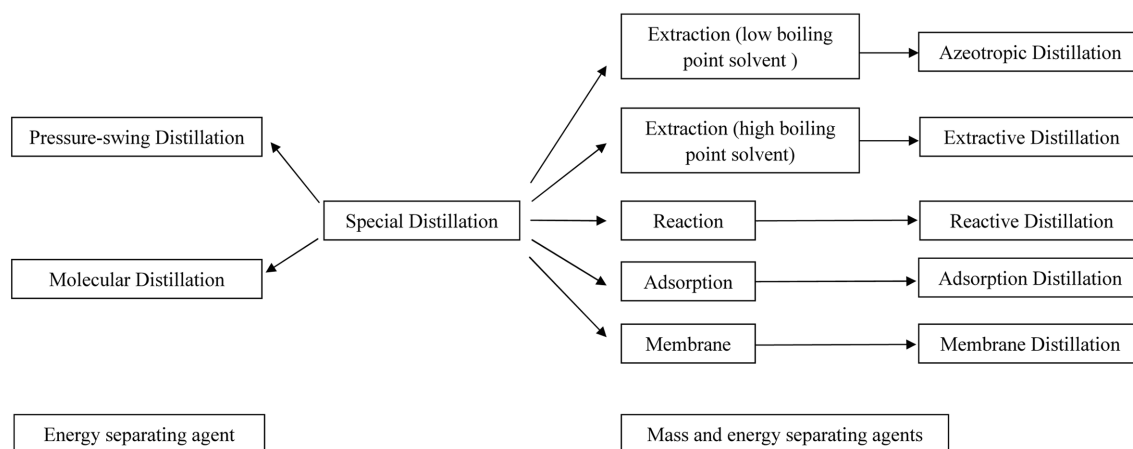 Extraction (low boiling
point solvent )
Azeotropic Distillation
Pressure-swing Distillation
Extraction (high boiling
point solvent)
Extractive Distillation
Special Distillation
Reaction
Reactive Distillation
Molecular Distillation
Adsorption
Adsorption Distillation
Membrane
Membrane Distillation
Energy separating agent
Mass and energy separating agents